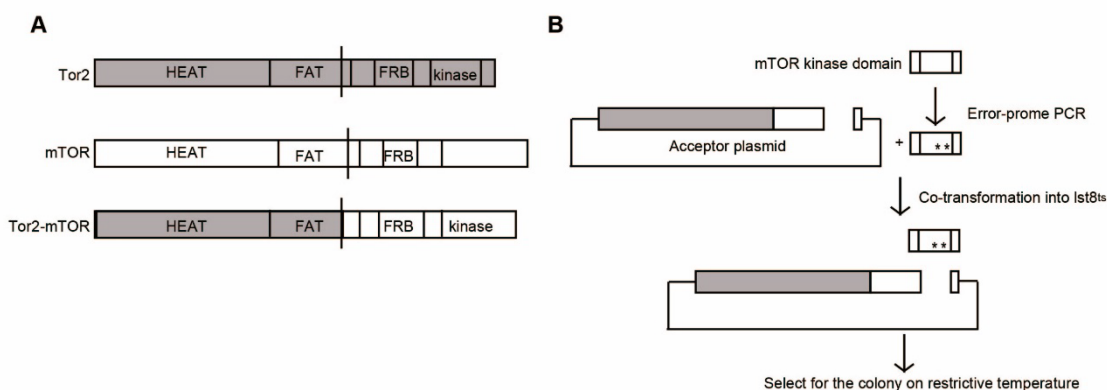 A
Tor2 HEAT FAT FRB kinase
mTOR HEAT FAT FRB
Tor2-mTOR HEAT FAT FRB kinase
B
mTOR kinase domain
Error-prome PCR
Acceptor plasmid
+ **
Co-transformation into lst8ts
**
Select for the colony on restrictive temperature